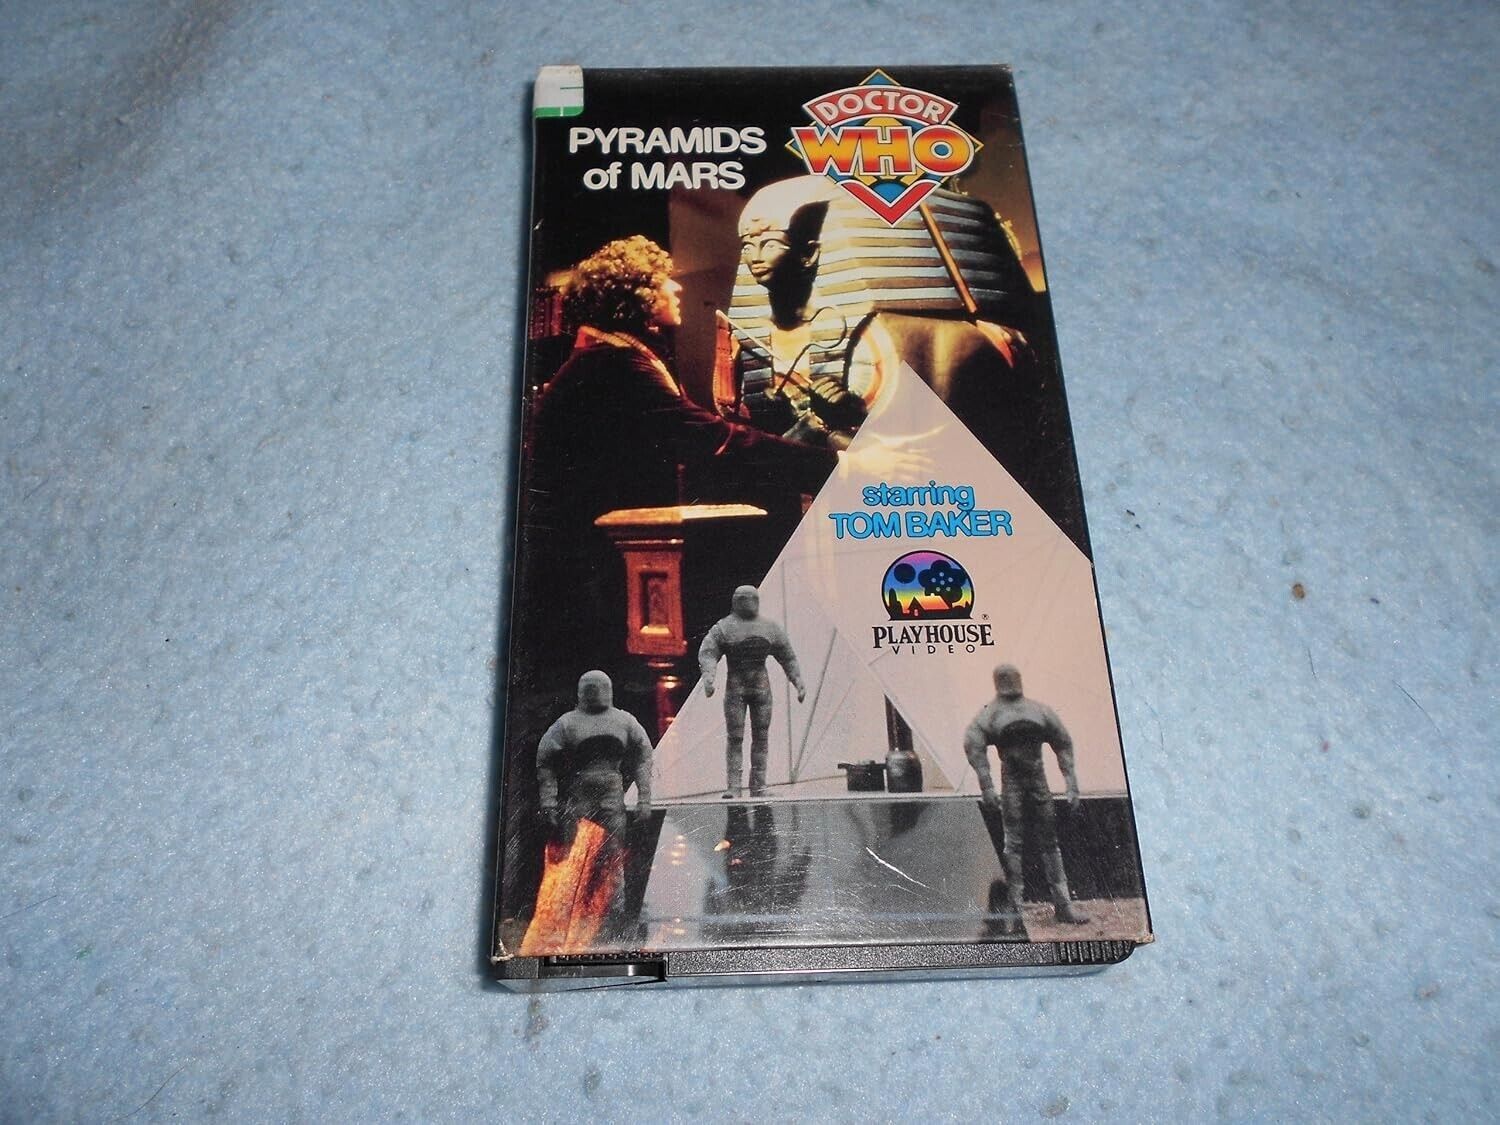 PYRAMIDS
of MARS
DOCTOR
WHO
starring
TOM BAKER
PLAYHOUSE®
VIDEO